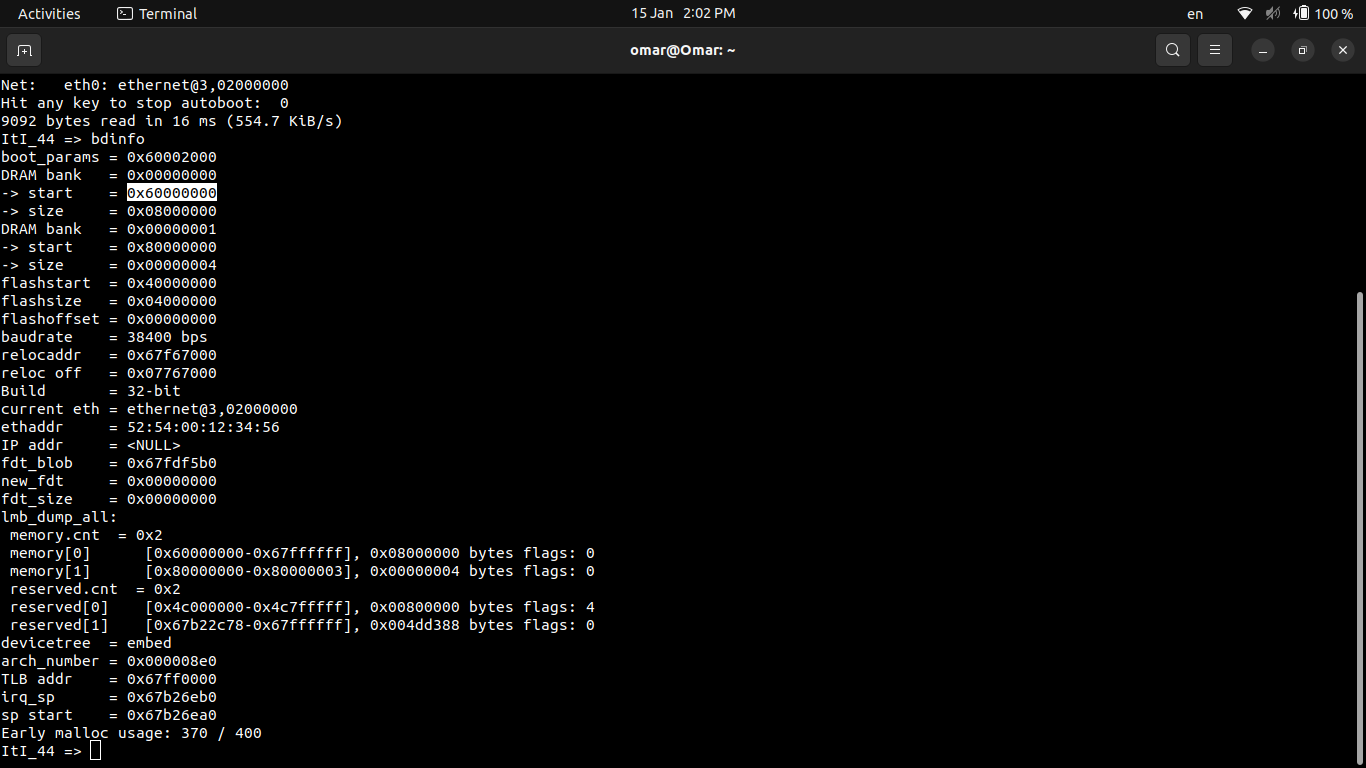 Activities Terminal 15 Jan 2:02 PM en 100 %
omar@Omar: ~
Net:   eth0: ethernet@3,02000000
Hit any key to stop autoboot:  0
9092 bytes read in 16 ms (554.7 KiB/s)
ItI_44 => bdinfo
boot_params = 0x60002000
DRAM bank   = 0x00000000
-> start    = 0x60000000
-> size     = 0x08000000
DRAM bank   = 0x00000001
-> start    = 0x80000000
-> size     = 0x00000004
flashstart  = 0x40000000
flashsize   = 0x04000000
flashoffset = 0x00000000
baudrate    = 38400 bps
relocaddr   = 0x67f67000
reloc off   = 0x07767000
Build       = 32-bit
current eth = ethernet@3,02000000
ethaddr     = 52:54:00:12:34:56
IP addr     = <NULL>
fdt_blob    = 0x67fdf5b0
new_fdt     = 0x00000000
fdt_size    = 0x00000000
lmb_dump_all:
 memory.cnt  = 0x2
 memory[0]      [0x60000000-0x67ffffff], 0x08000000 bytes flags: 0
 memory[1]      [0x80000000-0x80000003], 0x00000004 bytes flags: 0
 reserved.cnt  = 0x2
 reserved[0]    [0x4c000000-0x4c7fffff], 0x00800000 bytes flags: 4
 reserved[1]    [0x67b22c78-0x67ffffff], 0x004dd388 bytes flags: 0
devicetree  = embed
arch_number = 0x000008e0
TLB addr    = 0x67ff0000
irq_sp      = 0x67b26eb0
sp start    = 0x67b26ea0
Early malloc usage: 370 / 400
ItI_44 =>